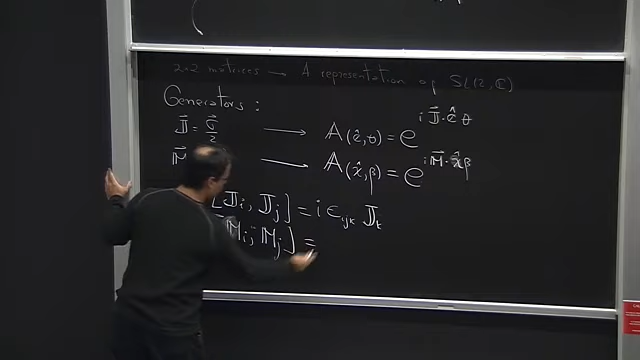 2×2 matrices — A representation of SL(2, ℂ)
Generators :
𝕁⃗ = σ⃗/2 ⟶ 𝔸(ẑ, θ) = e^{i 𝕁⃗·ẑ θ}
𝕄⃗ ⟶ 𝔸(x̂, β) = e^{i 𝕄⃗·x̂ β}
[𝕁i, 𝕁j] = i ϵijk 𝕁k
𝕄i, 𝕄j] =